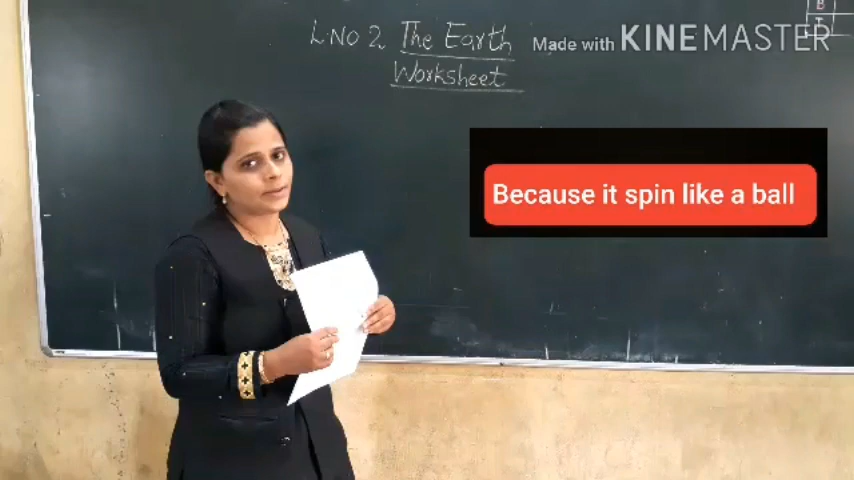 L.NO 2 The Earth
Worksheet
Made with KINEMASTER
B
T
Because it spin like a ball